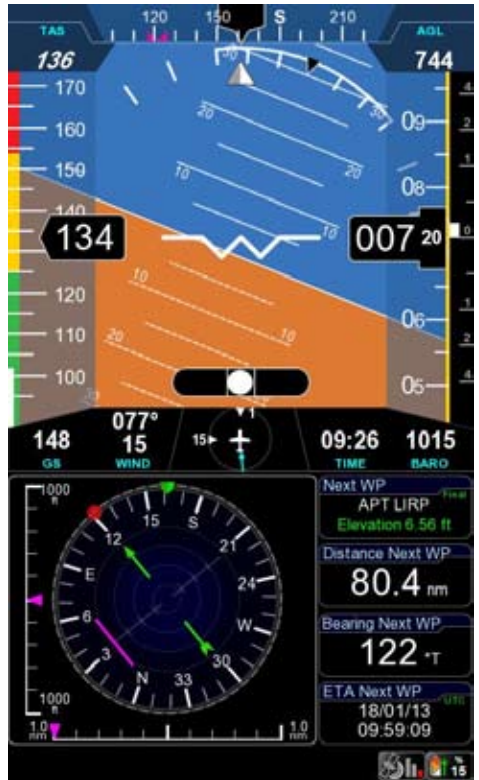 120 150 S 210
TAS AGL
136 744
30 30
170
160 20 09
150 20
10 08
140
134 10 007 20
10
120 10 06
110 20
100 20 05
4
2
1
0
1
2
4
077° 1
148 15 15 09:26 1015
GS WIND TIME BARO
1000 ft
15 S
12 21
E 24
6 W
3 30
N 33
1000 ft
1.0 nm 1.0 nm
Next WP
Final
APT LIRP
Elevation 6.56 ft
Distance Next WP
80.4 nm
Bearing Next WP
122 °T
ETA Next WP
UTC
18/01/13
09:59:09
15